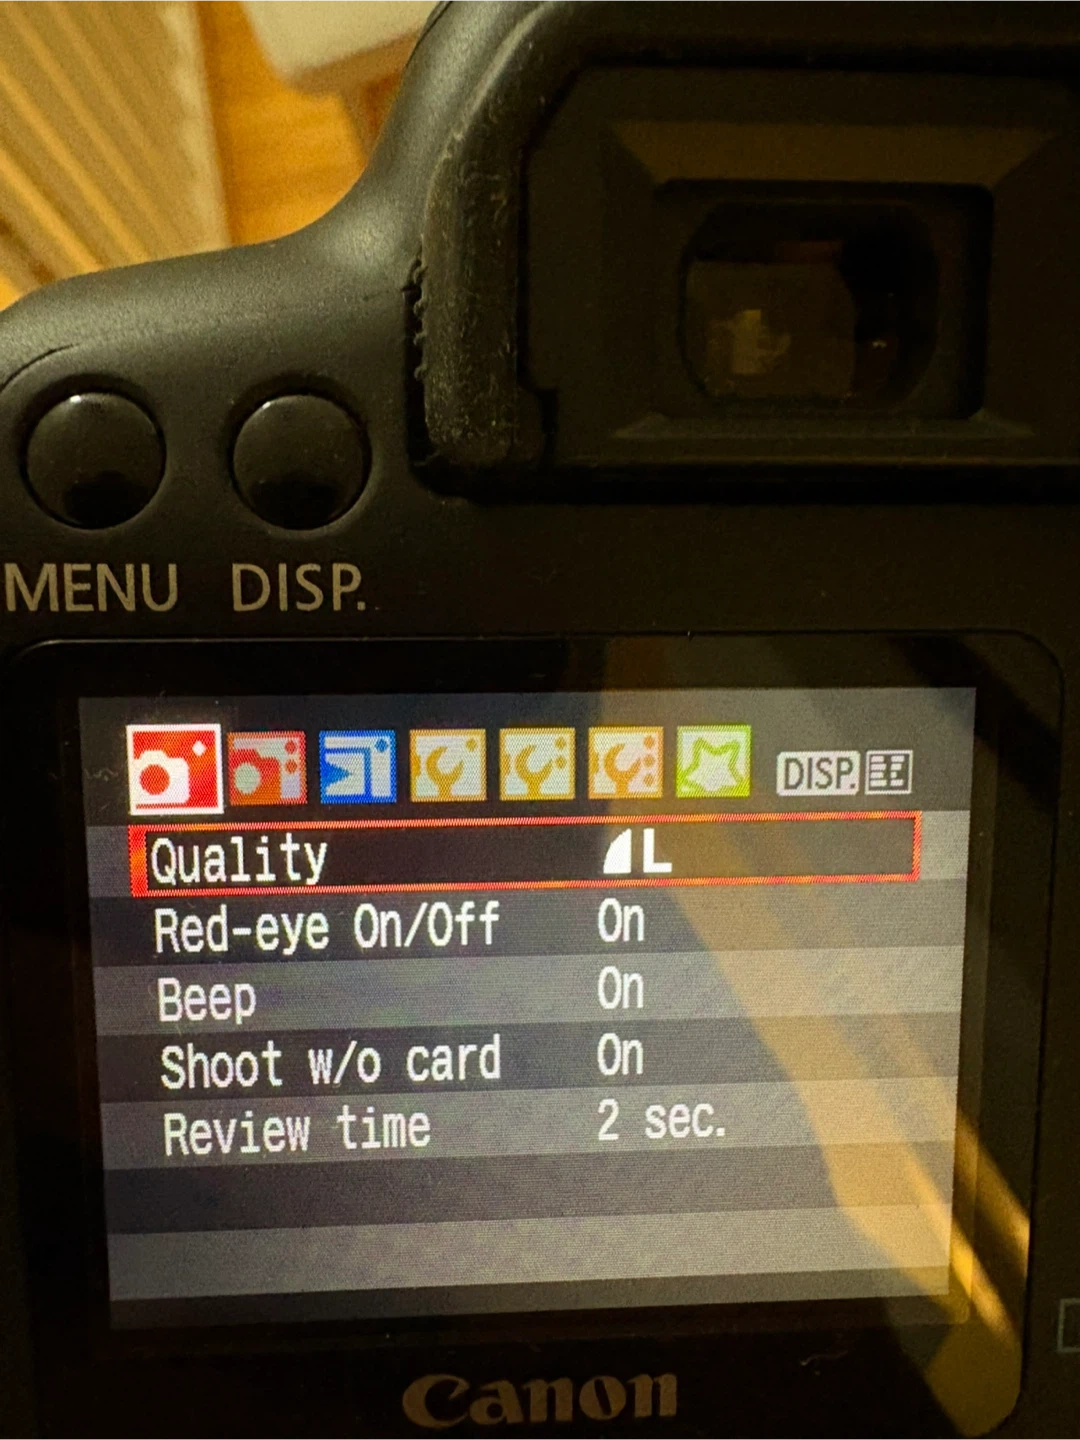 MENU DISP.
DISP.
Quality L
Red-eye On/Off On
Beep On
Shoot w/o card On
Review time 2 sec.
Canon